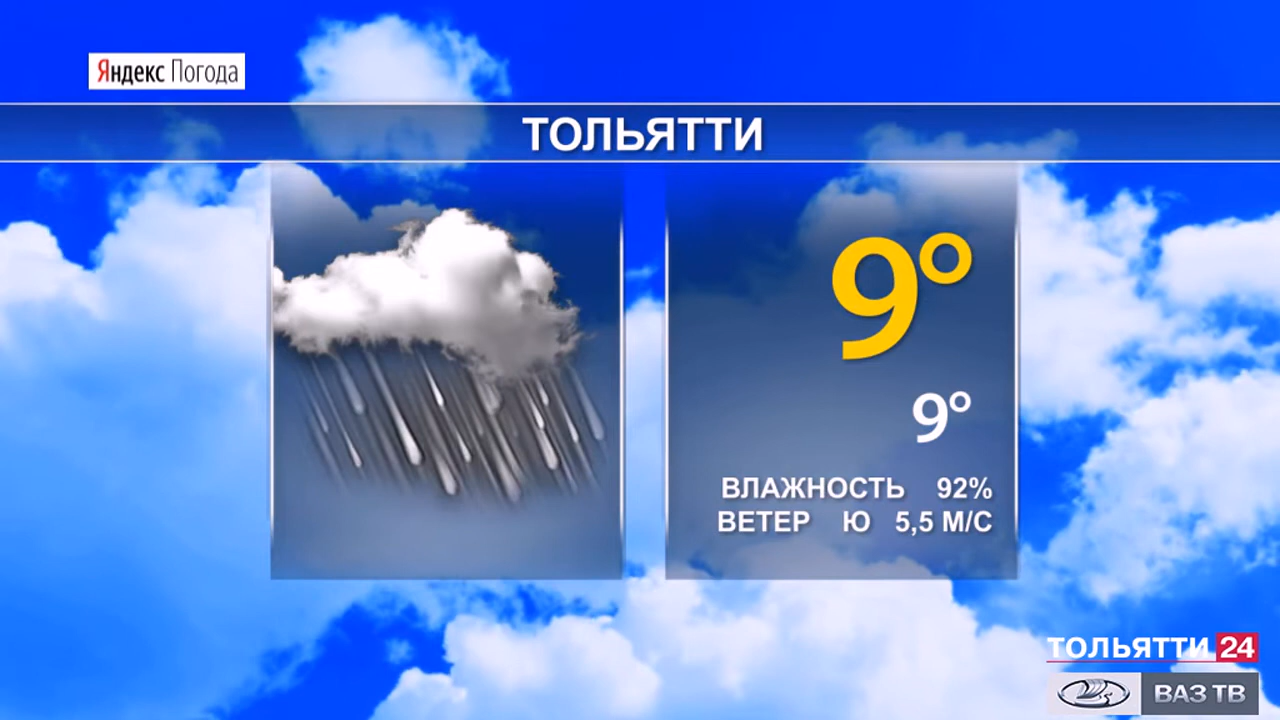 Яндекс Погода
ТОЛЬЯТТИ
9°
9°
ВЛАЖНОСТЬ 92%
ВЕТЕР Ю 5,5 М/С
ТОЛЬЯТТИ 24
ВАЗ ТВ